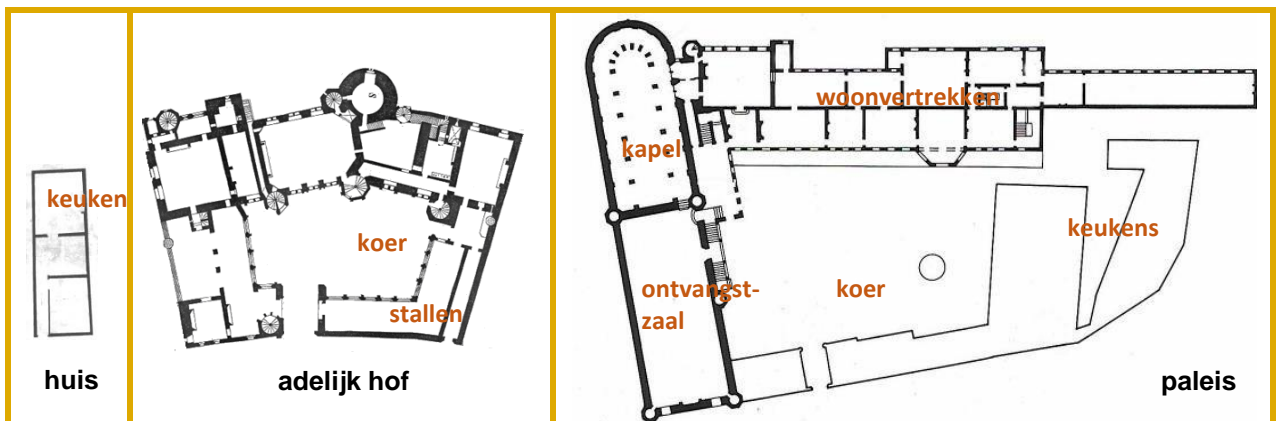 keuken
huis
koer
stallen
adelijk hof
woonvertrekken
kapel
keukens
ontvangst-
zaal
koer
paleis